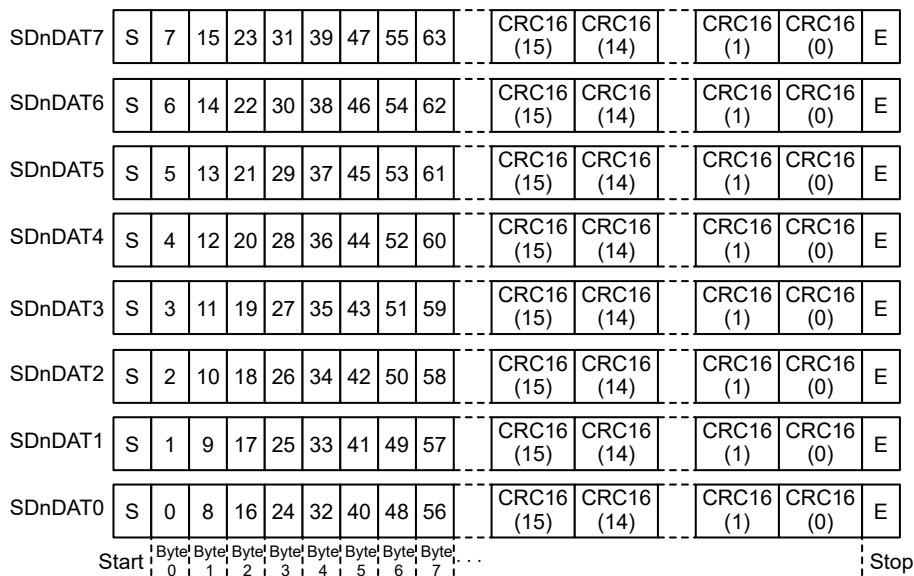 SDnDAT7 S 7 15 23 31 39 47 55 63 CRC16 (15) CRC16 (14) CRC16 (1) CRC16 (0) E
SDnDAT6 S 6 14 22 30 38 46 54 62 CRC16 (15) CRC16 (14) CRC16 (1) CRC16 (0) E
SDnDAT5 S 5 13 21 29 37 45 53 61 CRC16 (15) CRC16 (14) CRC16 (1) CRC16 (0) E
SDnDAT4 S 4 12 20 28 36 44 52 60 CRC16 (15) CRC16 (14) CRC16 (1) CRC16 (0) E
SDnDAT3 S 3 11 19 27 35 43 51 59 CRC16 (15) CRC16 (14) CRC16 (1) CRC16 (0) E
SDnDAT2 S 2 10 18 26 34 42 50 58 CRC16 (15) CRC16 (14) CRC16 (1) CRC16 (0) E
SDnDAT1 S 1 9 17 25 33 41 49 57 CRC16 (15) CRC16 (14) CRC16 (1) CRC16 (0) E
SDnDAT0 S 0 8 16 24 32 40 48 56 CRC16 (15) CRC16 (14) CRC16 (1) CRC16 (0) E
Start Byte 0 Byte 1 Byte 2 Byte 3 Byte 4 Byte 5 Byte 6 Byte 7 . . . Stop